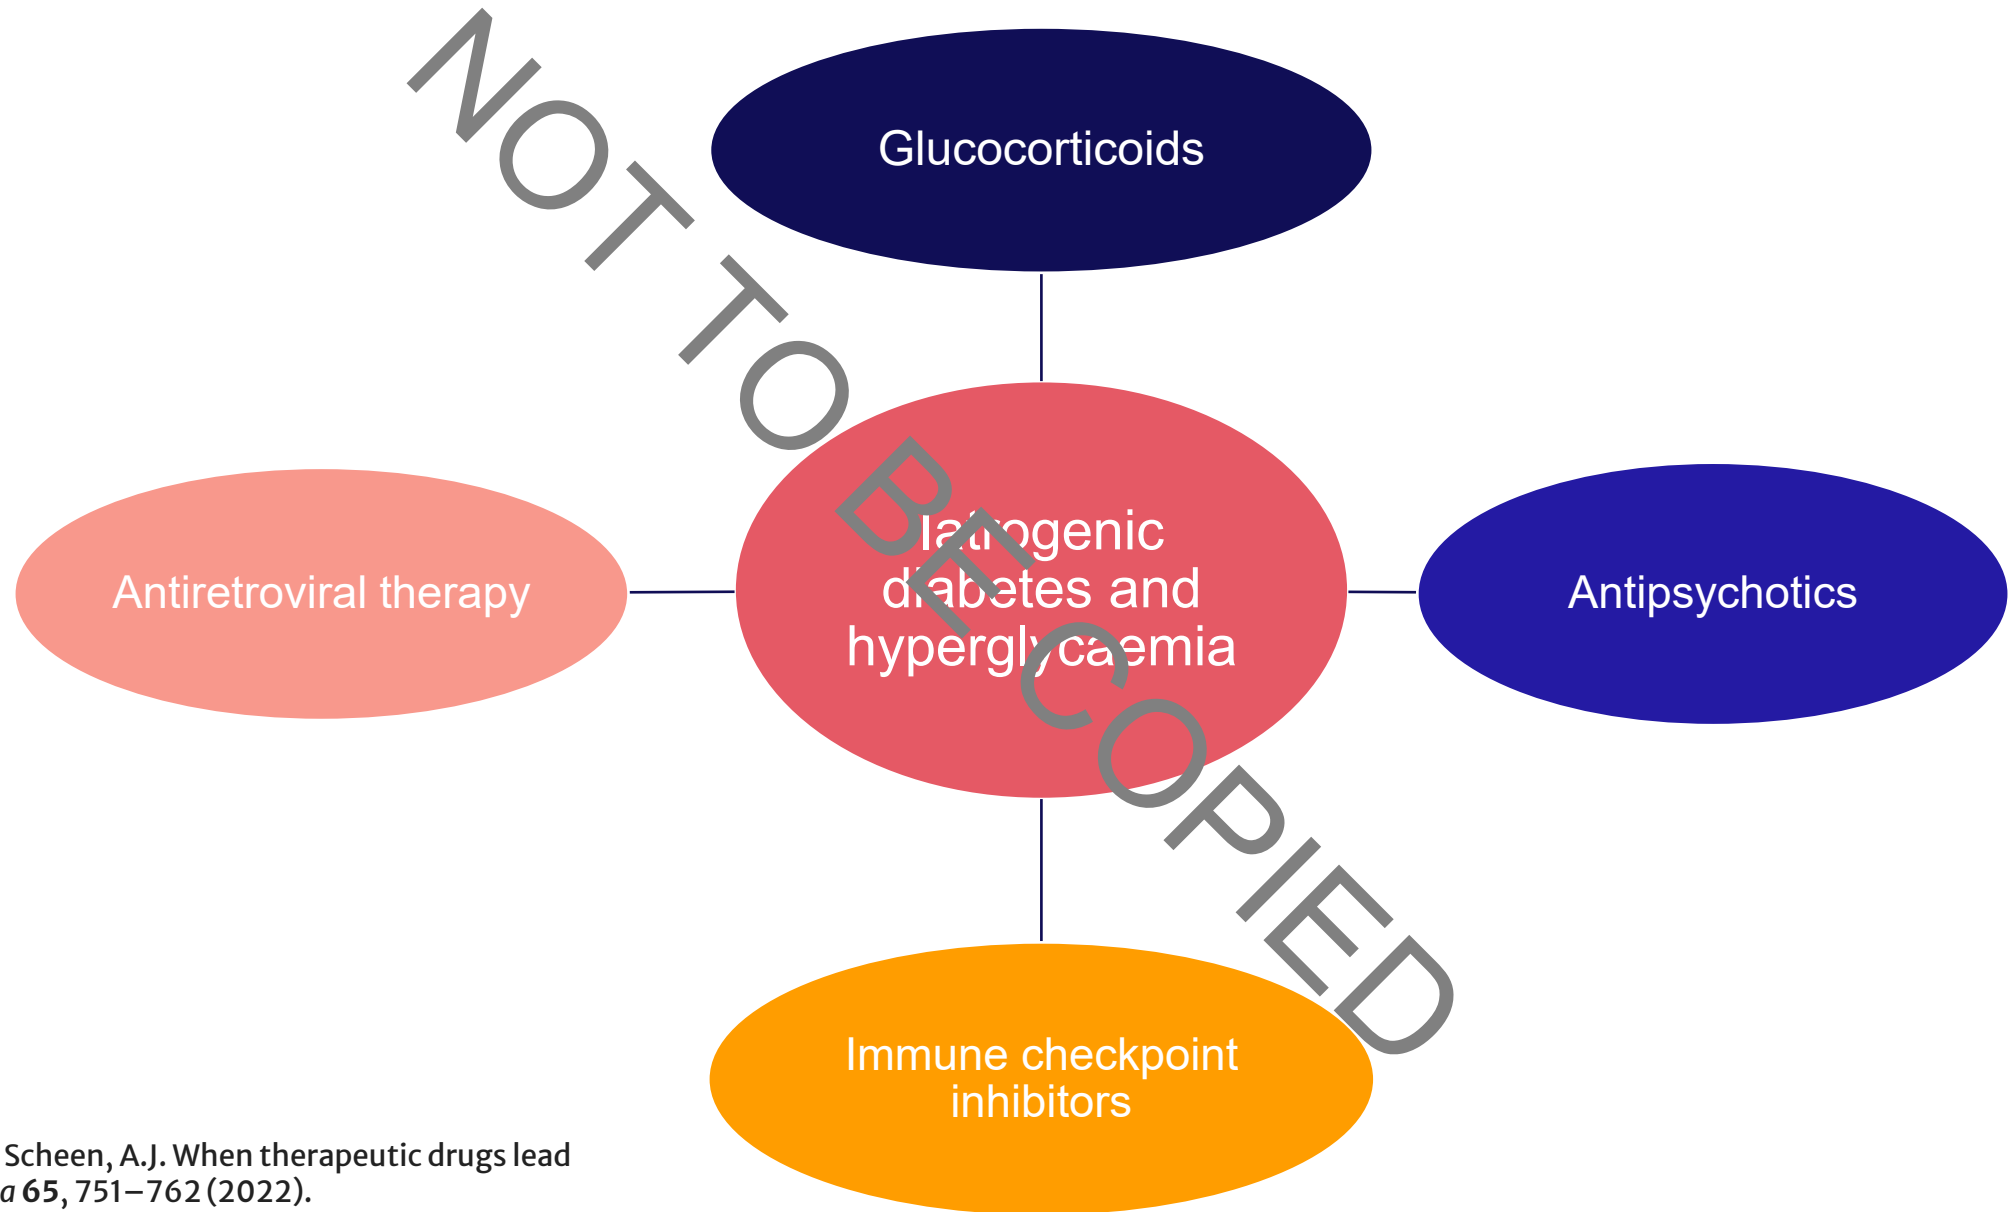 NOT TO BE COPIED
Glucocorticoids
Antiretroviral therapy
Iatrogenic
diabetes and
hyperglycaemia
Antipsychotics
Immune checkpoint
inhibitors
Scheen, A.J. When therapeutic drugs lead
a 65, 751–762 (2022).